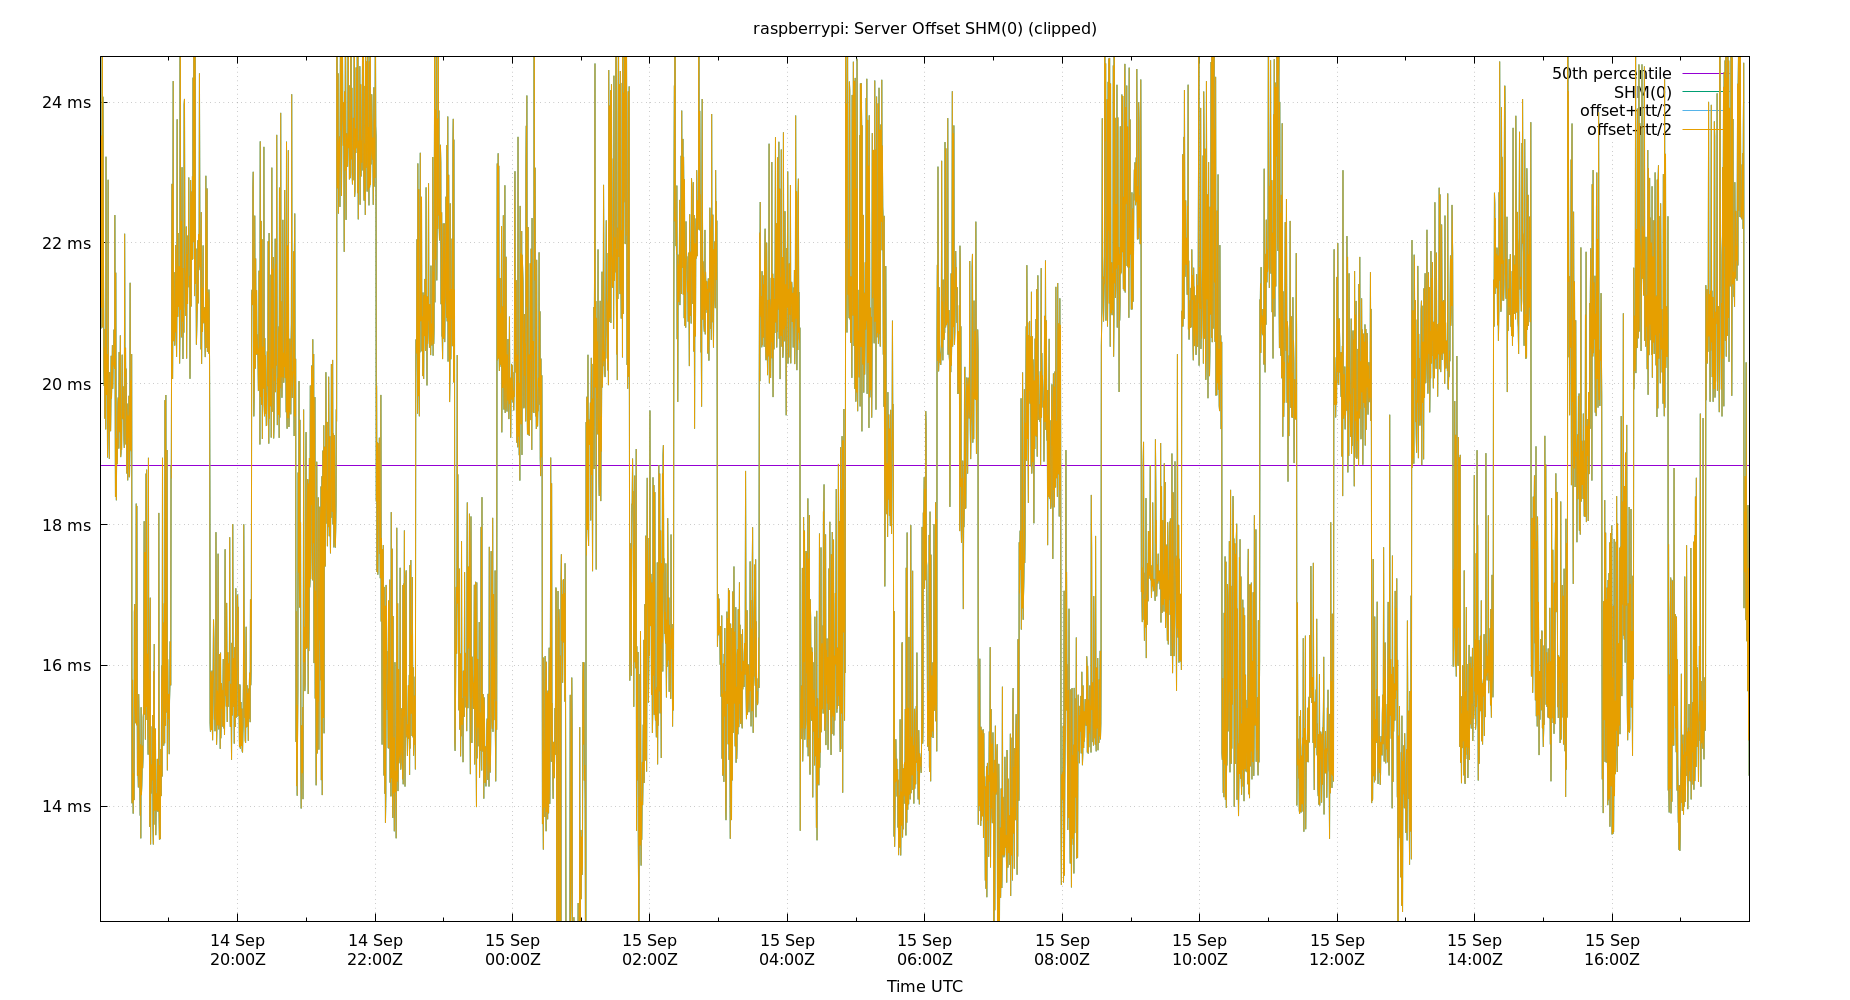 raspberrypi: Server Offset SHM(0) (clipped)
50th percentile
SHM(0)
offset+rtt/2
offset-rtt/2
24 ms
22 ms
20 ms
18 ms
16 ms
14 ms
14 Sep 14 Sep 15 Sep 15 Sep 15 Sep 15 Sep 15 Sep 15 Sep 15 Sep 15 Sep 15 Sep
20:00Z 22:00Z 00:00Z 02:00Z 04:00Z 06:00Z 08:00Z 10:00Z 12:00Z 14:00Z 16:00Z
Time UTC